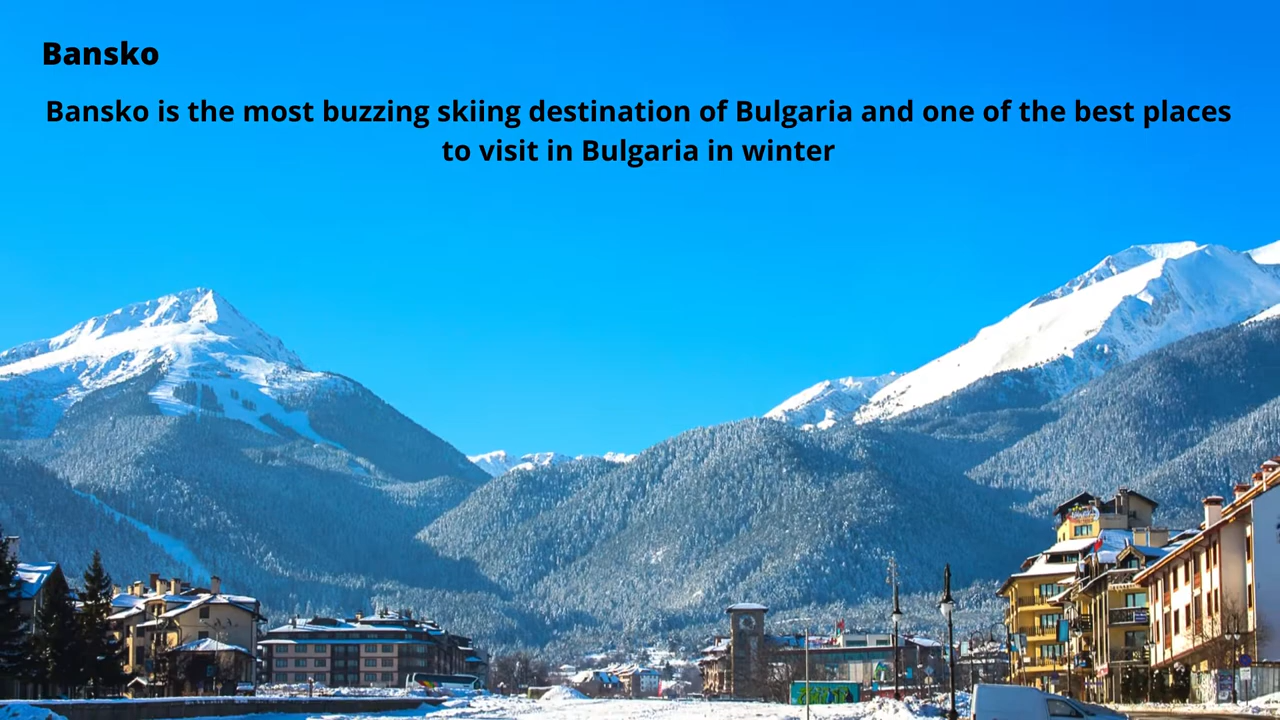 Bansko
Bansko is the most buzzing skiing destination of Bulgaria and one of the best places
to visit in Bulgaria in winter